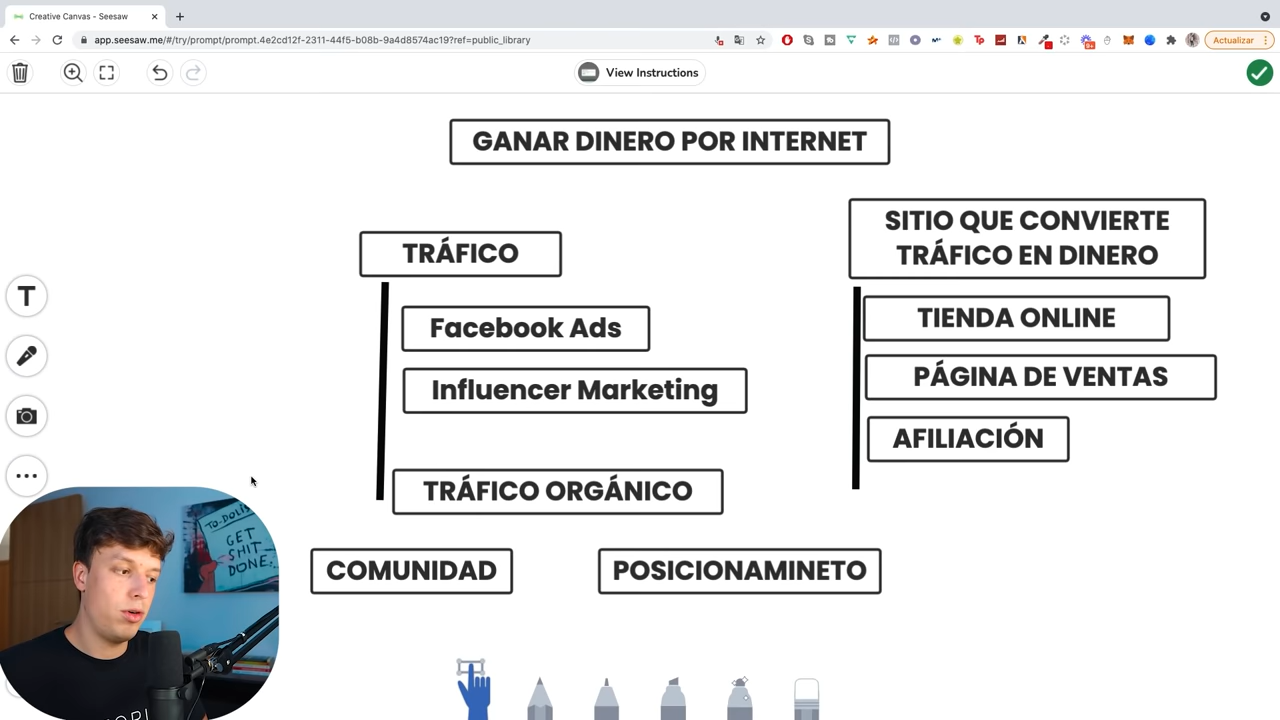 Creative Canvas - Seesaw
app.seesaw.me/#/try/prompt/prompt.4e2cd12f-2311-44f5-b08b-9a4d8574ac19?ref=public_library
Actualizar
View Instructions
GANAR DINERO POR INTERNET
SITIO QUE CONVIERTE
TRÁFICO EN DINERO
TRÁFICO
TIENDA ONLINE
Facebook Ads
PÁGINA DE VENTAS
Influencer Marketing
AFILIACIÓN
TRÁFICO ORGÁNICO
COMUNIDAD
POSICIONAMINETO
T
TO-DO LIST
GET
SHIT
DONE.